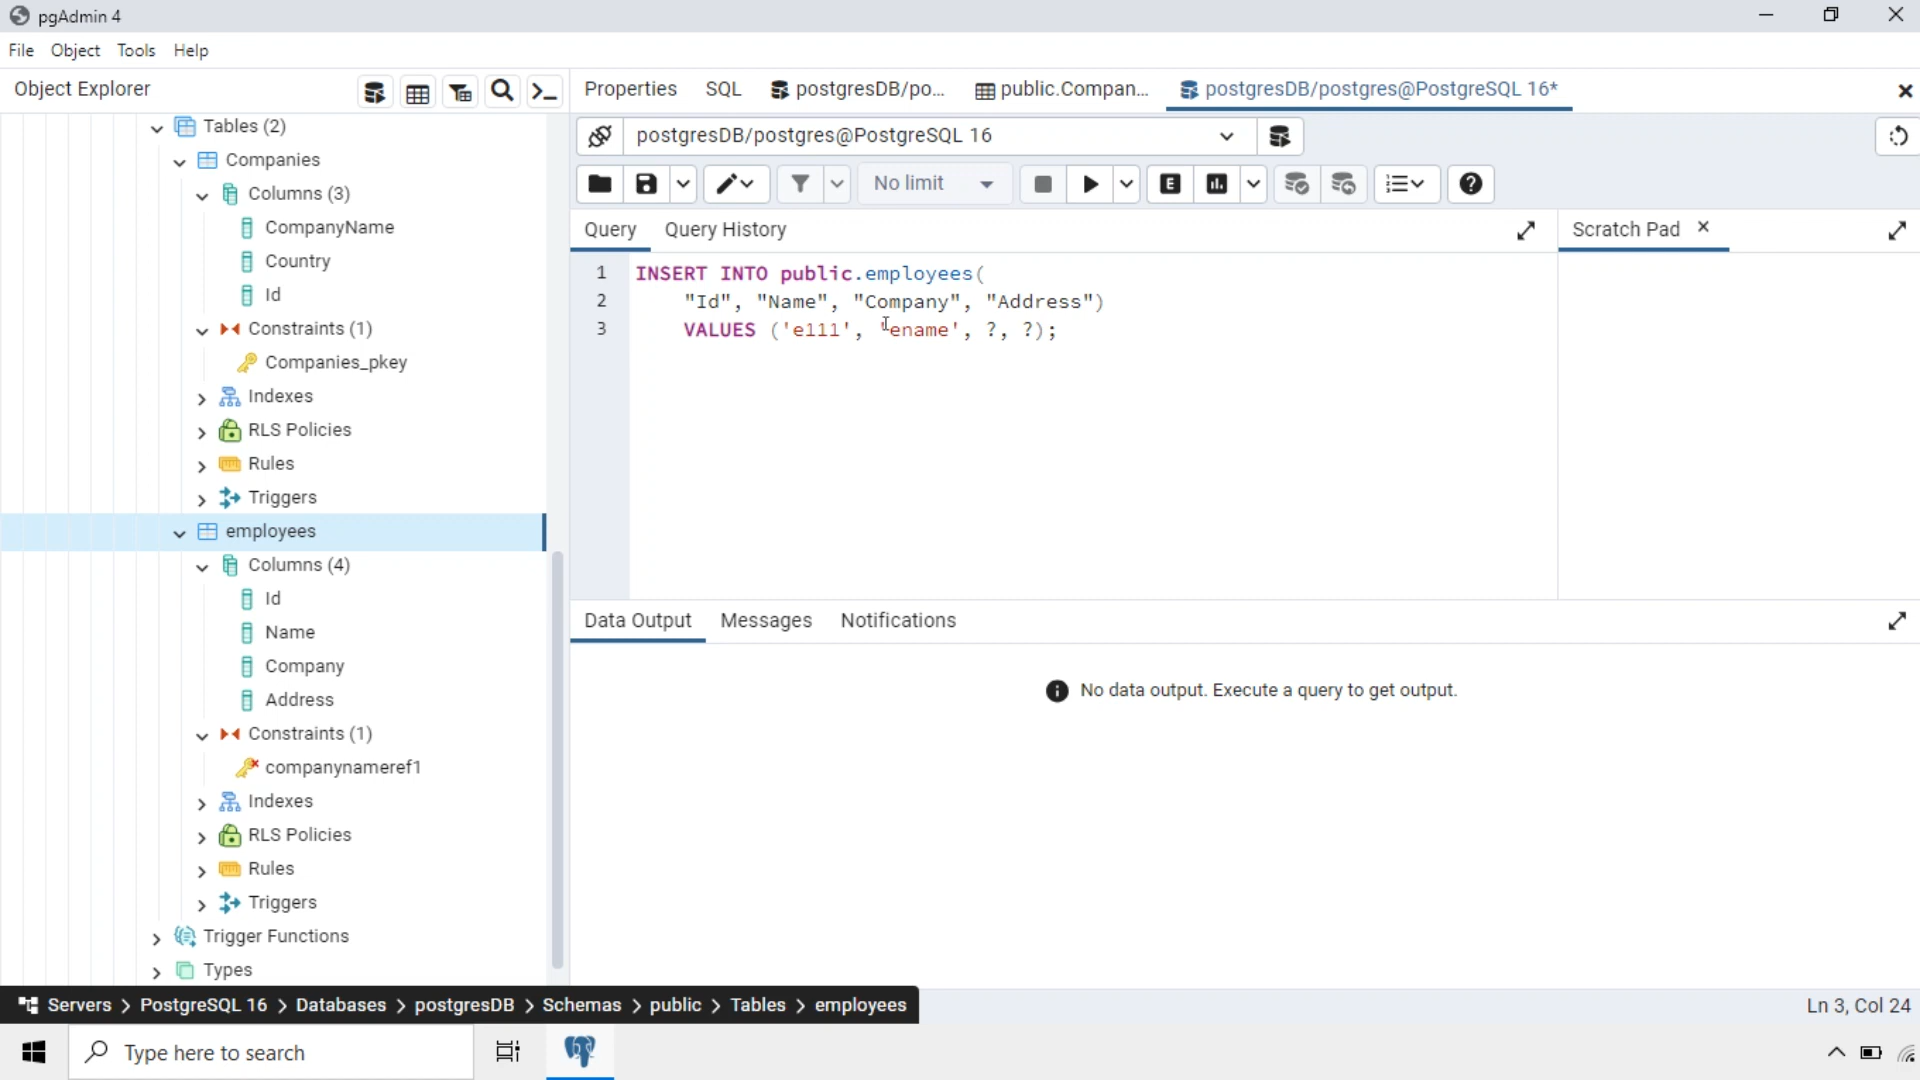 pgAdmin 4
File Object Tools Help
Object Explorer
Properties SQL postgresDB/po... public.Compan... postgresDB/postgres@PostgreSQL 16*
Tables (2)
Companies
Columns (3)
CompanyName
Country
Id
Constraints (1)
Companies_pkey
Indexes
RLS Policies
Rules
Triggers
employees
Columns (4)
Id
Name
Company
Address
Constraints (1)
companynameref1
Indexes
RLS Policies
Rules
Triggers
Trigger Functions
Types
postgresDB/postgres@PostgreSQL 16
No limit
E
Query Query History
Scratch Pad
1 INSERT INTO public.employees(
2 "Id", "Name", "Company", "Address")
3 VALUES ('e111', 'ename', ?, ?);
Data Output Messages Notifications
No data output. Execute a query to get output.
Servers > PostgreSQL 16 > Databases > postgresDB > Schemas > public > Tables > employees
Ln 3, Col 24
Type here to search